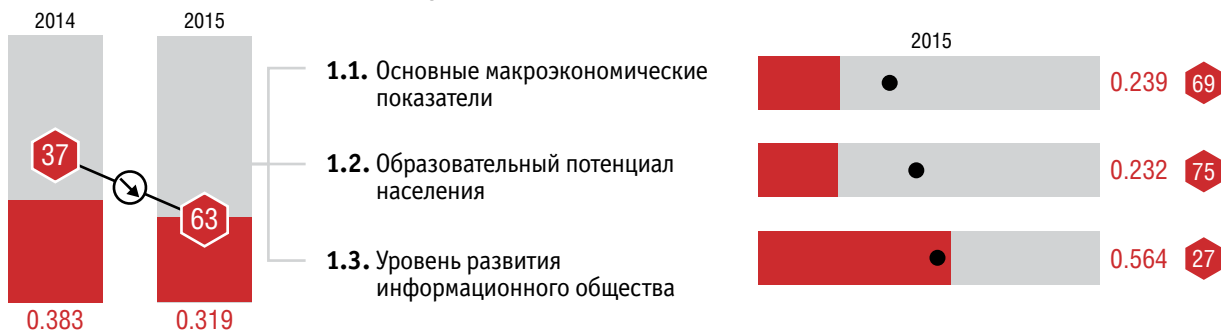 2014
2015
37
63
0.383
0.319
1.1. Основные макроэкономические
показатели
1.2. Образовательный потенциал
населения
1.3. Уровень развития
информационного общества
2015
0.239
69
0.232
75
0.564
27